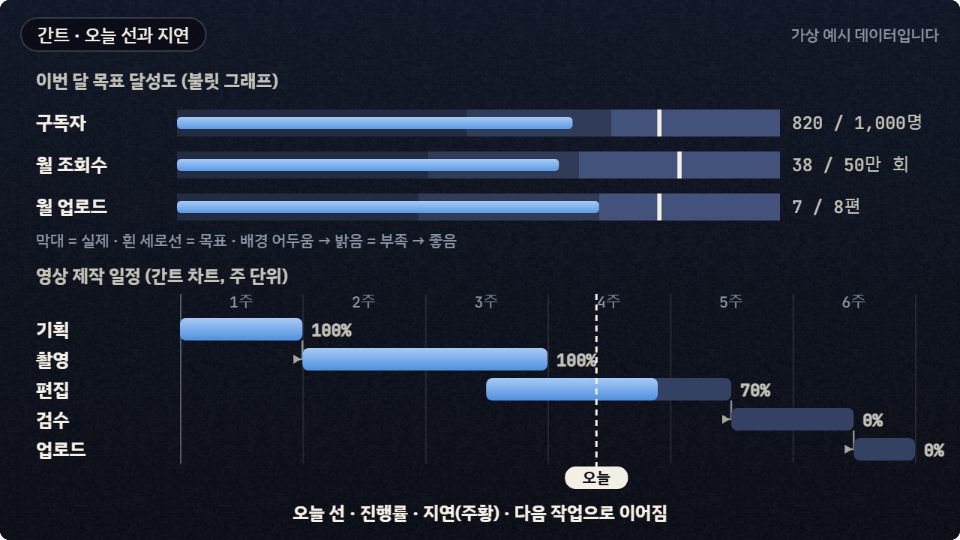 간트 · 오늘 선과 지연
가상 예시 데이터입니다
이번 달 목표 달성도 (불릿 그래프)
구독자 820 / 1,000명
월 조회수 38 / 50만 회
월 업로드 7 / 8편
막대 = 실제 · 흰 세로선 = 목표 · 배경 어두움 → 밝음 = 부족 → 좋음
영상 제작 일정 (간트 차트, 주 단위)
1주 2주 3주 4주 5주 6주
기획 100%
촬영 100%
편집 70%
검수 0%
업로드 0%
오늘
오늘 선 · 진행률 · 지연(주황) · 다음 작업으로 이어짐